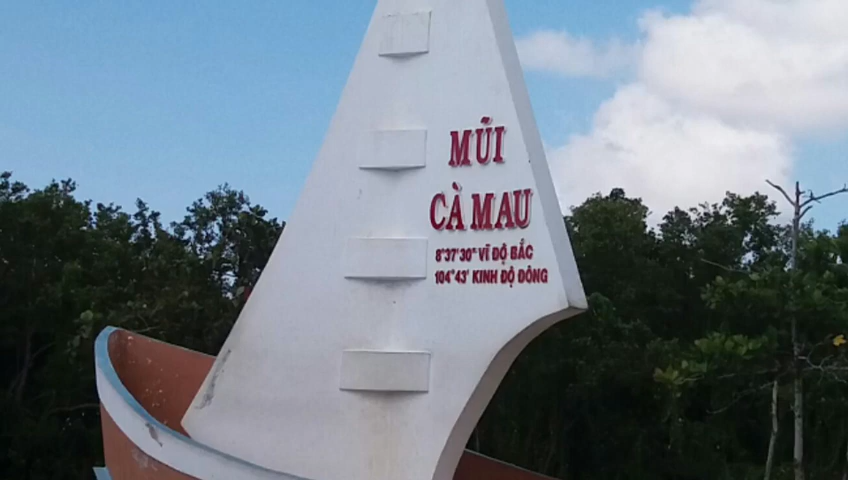 MŨI
CÀ MAU
8°37'30" VĨ ĐỘ BẮC
104°43' KINH ĐỘ ĐÔNG